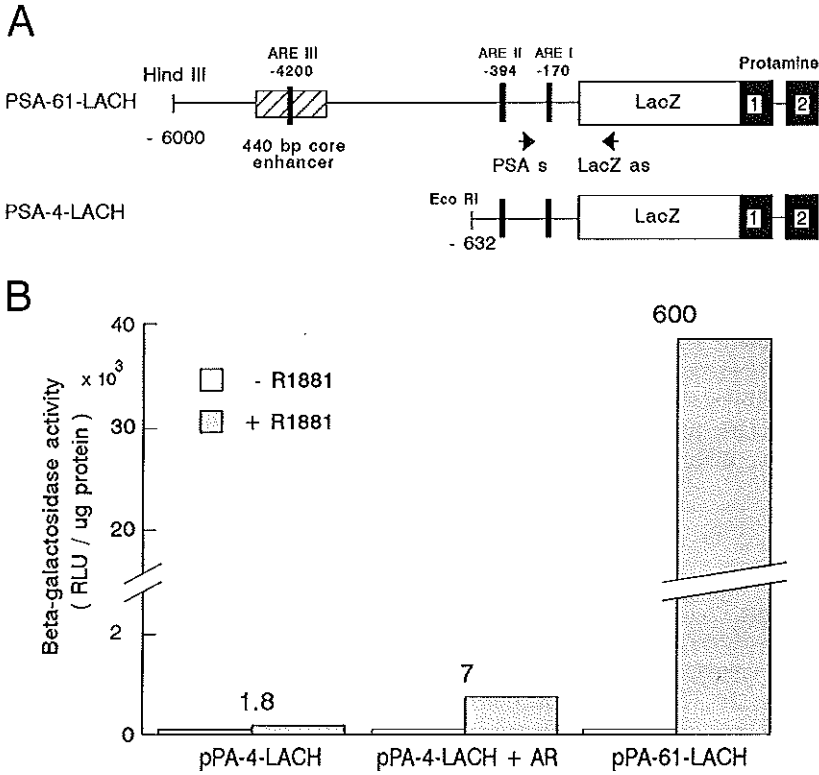 A
Hind III
ARE III
-4200
ARE II
-394
ARE I
-170
Protamine
PSA-61-LACH
LacZ
1
2
- 6000
440 bp core
enhancer
PSA s
LacZ as
PSA-4-LACH
Eco RI
- 632
LacZ
1
2
B
Beta-galactosidase activity
( RLU / ug protein )
x 10³
40
30
20
2
0
- R1881
+ R1881
1.8
7
600
pPA-4-LACH
pPA-4-LACH + AR
pPA-61-LACH